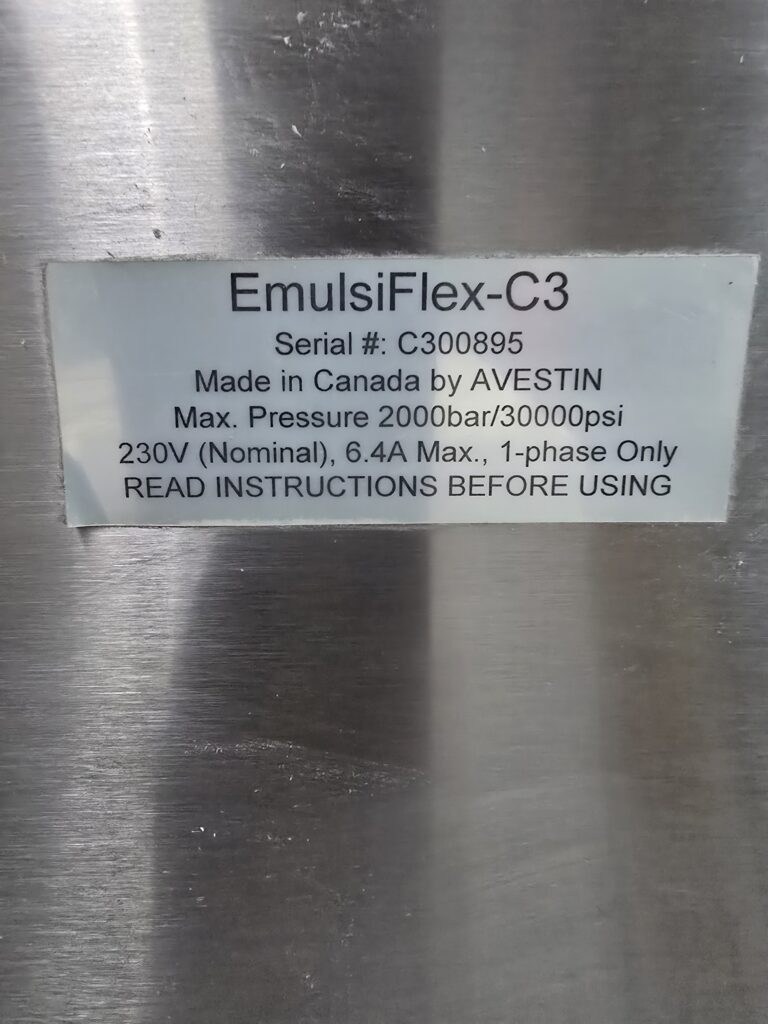 EmulsiFlex-C3
Serial #: C300895
Made in Canada by AVESTIN
Max. Pressure 2000bar/30000psi
230V (Nominal), 6.4A Max., 1-phase Only
READ INSTRUCTIONS BEFORE USING